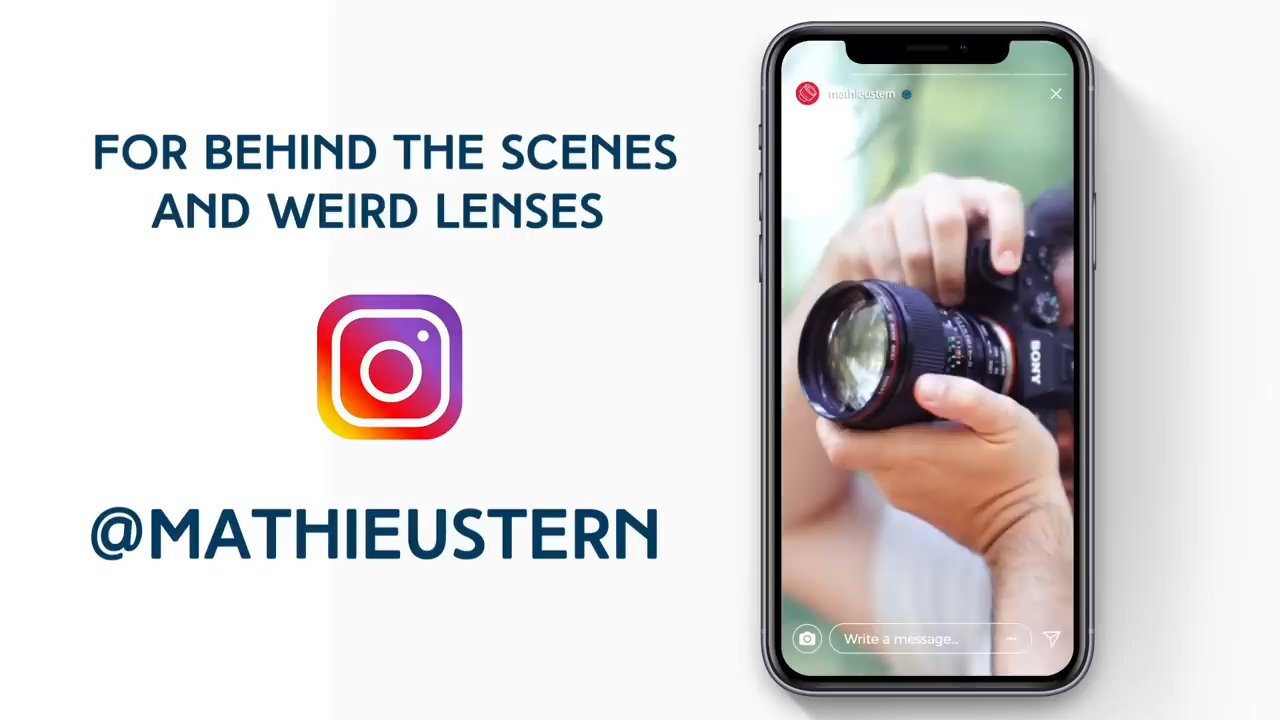 FOR BEHIND THE SCENES
AND WEIRD LENSES
@MATHIEUSTERN
mathieustern
SONY
Write a message...